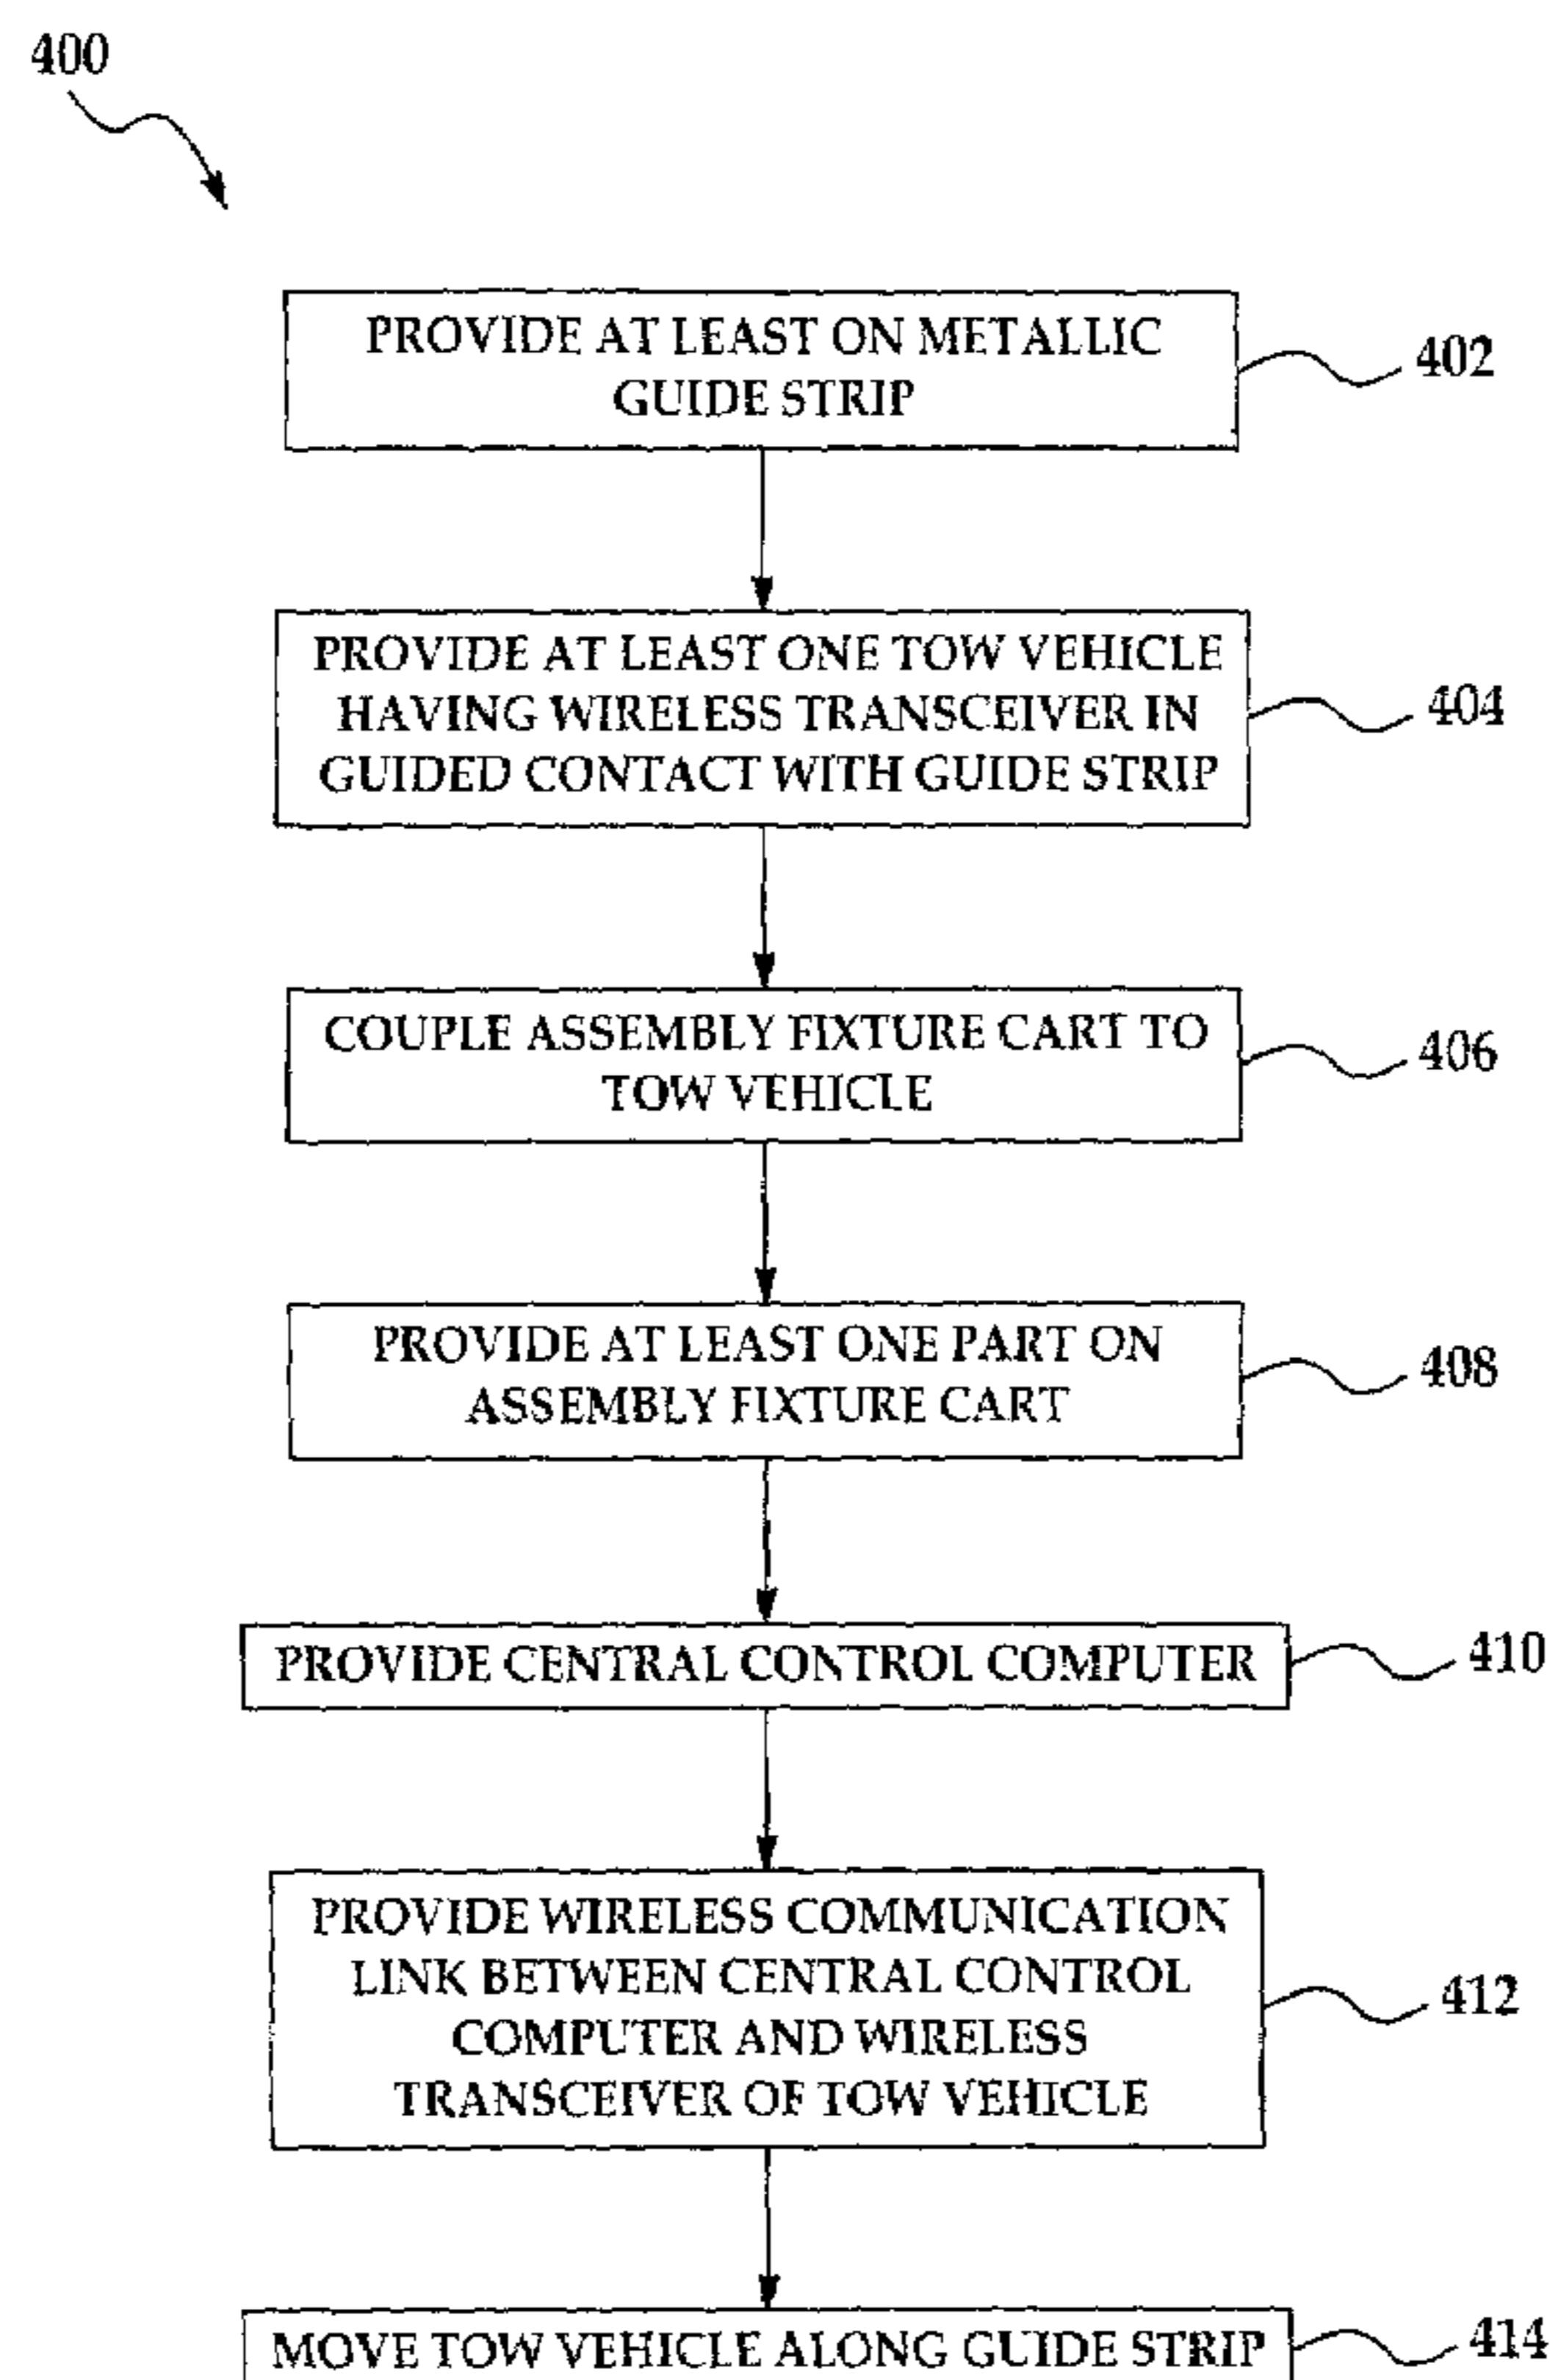 400
PROVIDE AT LEAST ON METALLIC
GUIDE STRIP
402
PROVIDE AT LEAST ONE TOW VEHICLE
HAVING WIRELESS TRANSCEIVER IN
GUIDED CONTACT WITH GUIDE STRIP
404
COUPLE ASSEMBLY FIXTURE CART TO
TOW VEHICLE
406
PROVIDE AT LEAST ONE PART ON
ASSEMBLY FIXTURE CART
408
PROVIDE CENTRAL CONTROL COMPUTER
410
PROVIDE WIRELESS COMMUNICATION
LINK BETWEEN CENTRAL CONTROL
COMPUTER AND WIRELESS
TRANSCEIVER OF TOW VEHICLE
412
MOVE TOW VEHICLE ALONG GUIDE STRIP
414